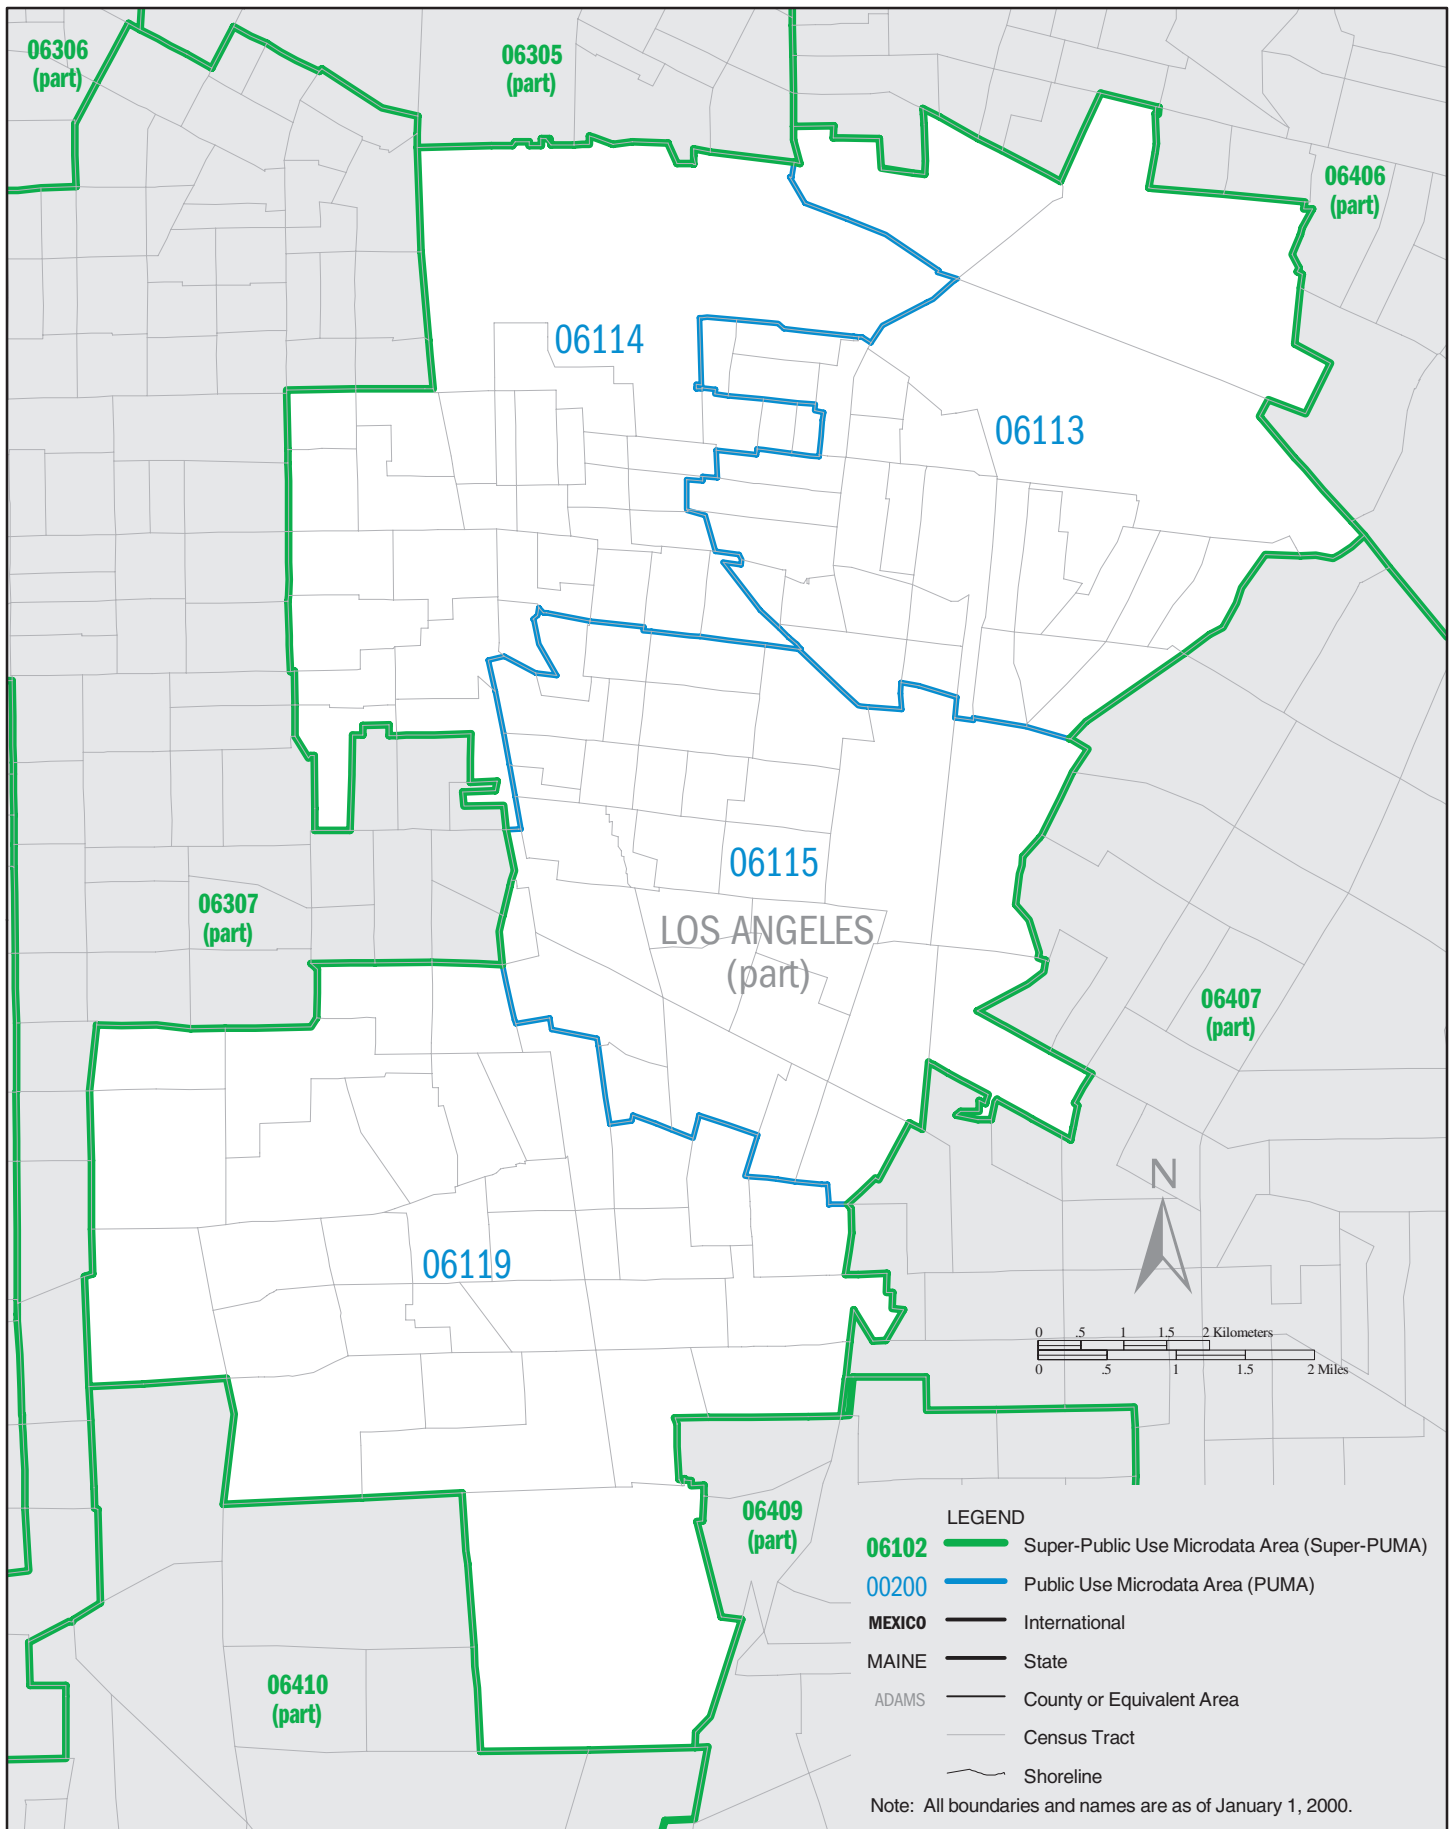 06306
(part)
06305
(part)
06406
(part)
06114
06113
06115
LOS ANGELES
(part)
06307
(part)
06407
(part)
N
06119
0 .5 1 1.5 2 Kilometers
0 .5 1 1.5 2 Miles
06409
(part)
06410
(part)
LEGEND
06102 Super-Public Use Microdata Area (Super-PUMA)
00200 Public Use Microdata Area (PUMA)
MEXICO International
MAINE State
ADAMS County or Equivalent Area
Census Tract
Shoreline
Note: All boundaries and names are as of January 1, 2000.